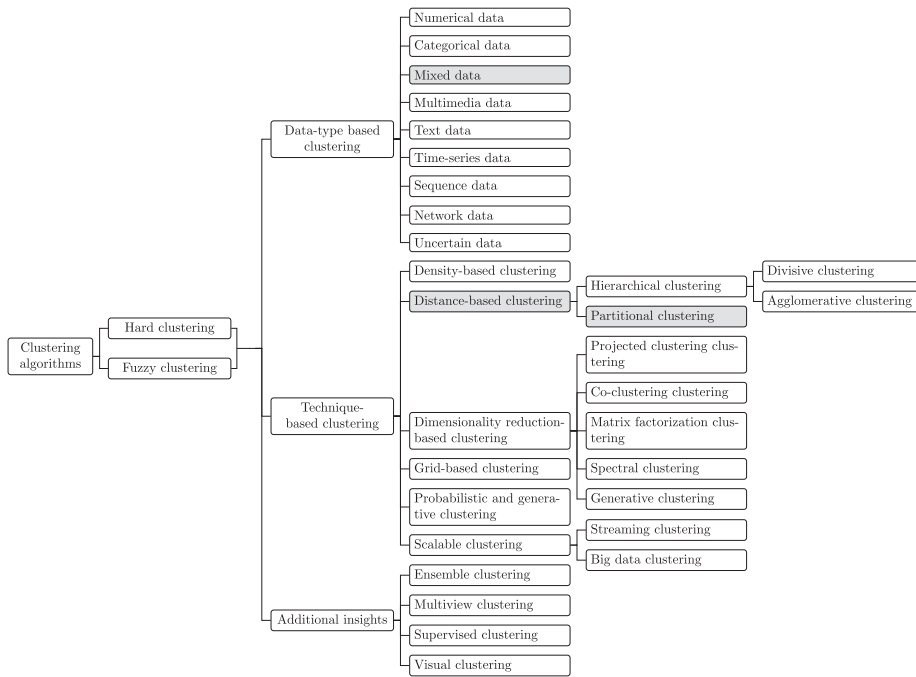 Clustering
algorithms
Hard clustering
Fuzzy clustering
Data-type based
clustering
Numerical data
Categorical data
Mixed data
Multimedia data
Text data
Time-series data
Sequence data
Network data
Uncertain data
Technique-
based clustering
Density-based clustering
Distance-based clustering
Hierarchical clustering
Divisive clustering
Agglomerative clustering
Partitional clustering
Dimensionality reduction-
based clustering
Projected clustering clus-
tering
Co-clustering clustering
Matrix factorization clus-
tering
Spectral clustering
Generative clustering
Grid-based clustering
Probabilistic and genera-
tive clustering
Scalable clustering
Streaming clustering
Big data clustering
Additional insights
Ensemble clustering
Multiview clustering
Supervised clustering
Visual clustering